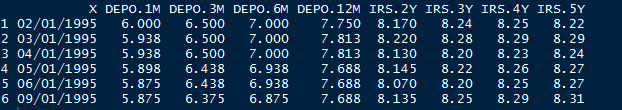 X DEPO.1M DEPO.3M DEPO.6M DEPO.12M IRS.2Y IRS.3Y IRS.4Y IRS.5Y
1 02/01/1995 6.000 6.500 7.000 7.750 8.170 8.24 8.25 8.22
2 03/01/1995 5.938 6.500 7.000 7.813 8.220 8.28 8.29 8.29
3 04/01/1995 5.938 6.500 7.000 7.813 8.130 8.20 8.23 8.24
4 05/01/1995 5.898 6.438 6.938 7.688 8.145 8.22 8.26 8.27
5 06/01/1995 5.875 6.438 6.938 7.688 8.070 8.20 8.25 8.28
6 09/01/1995 5.875 6.375 6.875 7.688 8.135 8.25 8.29 8.31